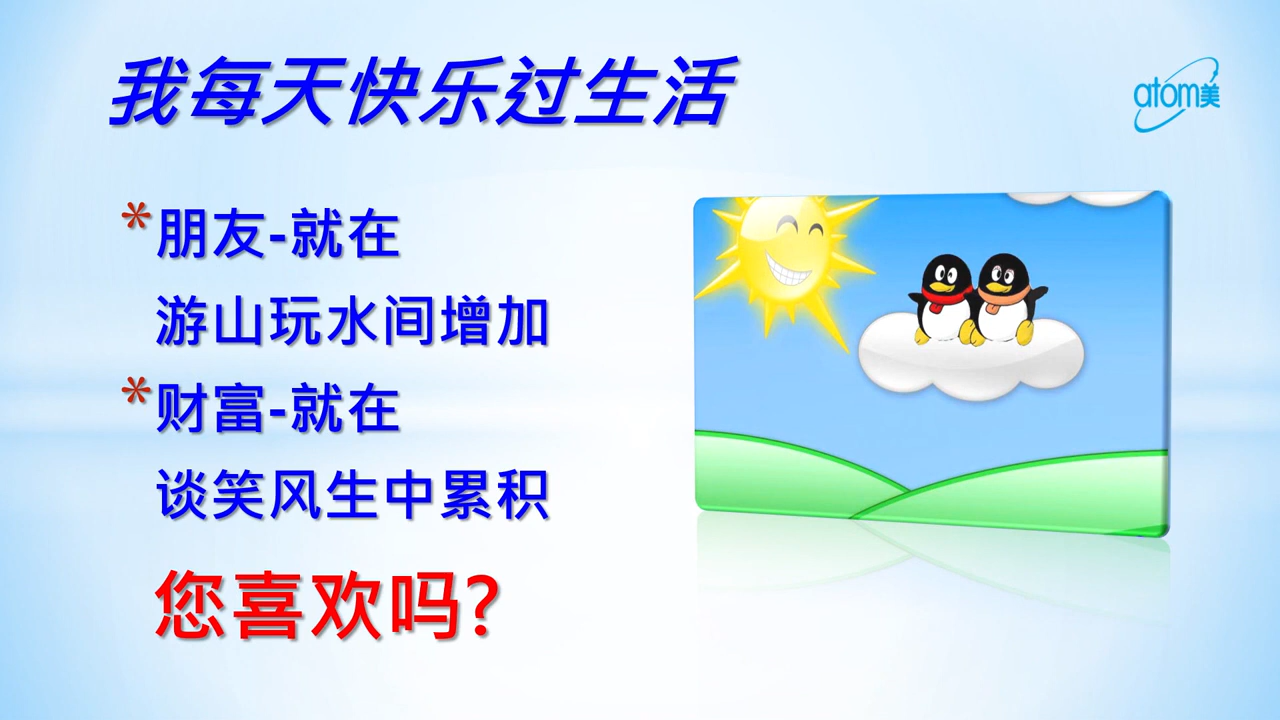 我每天快乐过生活
atom美
*朋友-就在
游山玩水间增加
*财富-就在
谈笑风生中累积
您喜欢吗?